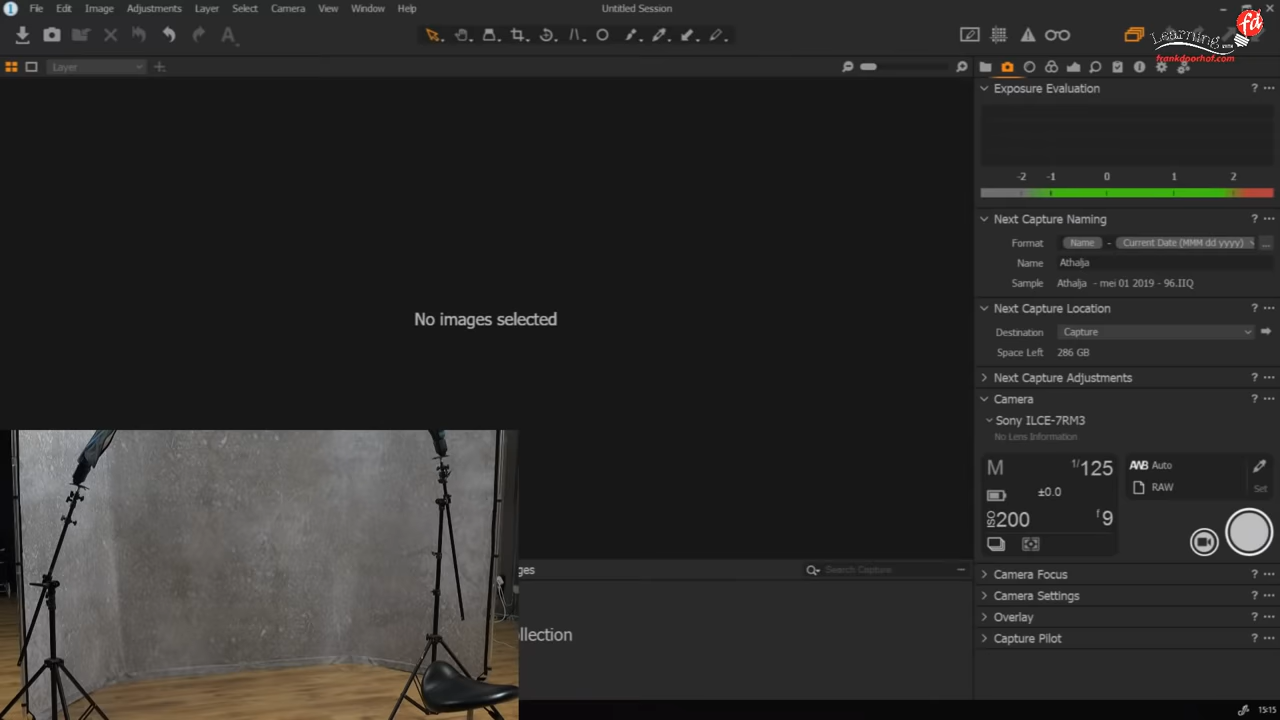 File Edit Image Adjustments Layer Select Camera View Window Help
Untitled Session
Learning
fd
frankdoorhof.com
Layer
Exposure Evaluation
-2 -1 0 1 2
Next Capture Naming
Format Name - Current Date (MMM dd yyyy)
Name Athalja
Sample Athalja - mei 01 2019 - 96.IIQ
Next Capture Location
Destination Capture
Space Left 286 GB
Next Capture Adjustments
Camera
Sony ILCE-7RM3
No Lens Information
M 1/125
±0.0
ISO 200 f 9
AWB Auto
RAW
Set
No images selected
ges
Search Capture
llection
Camera Focus
Camera Settings
Overlay
Capture Pilot
15:15